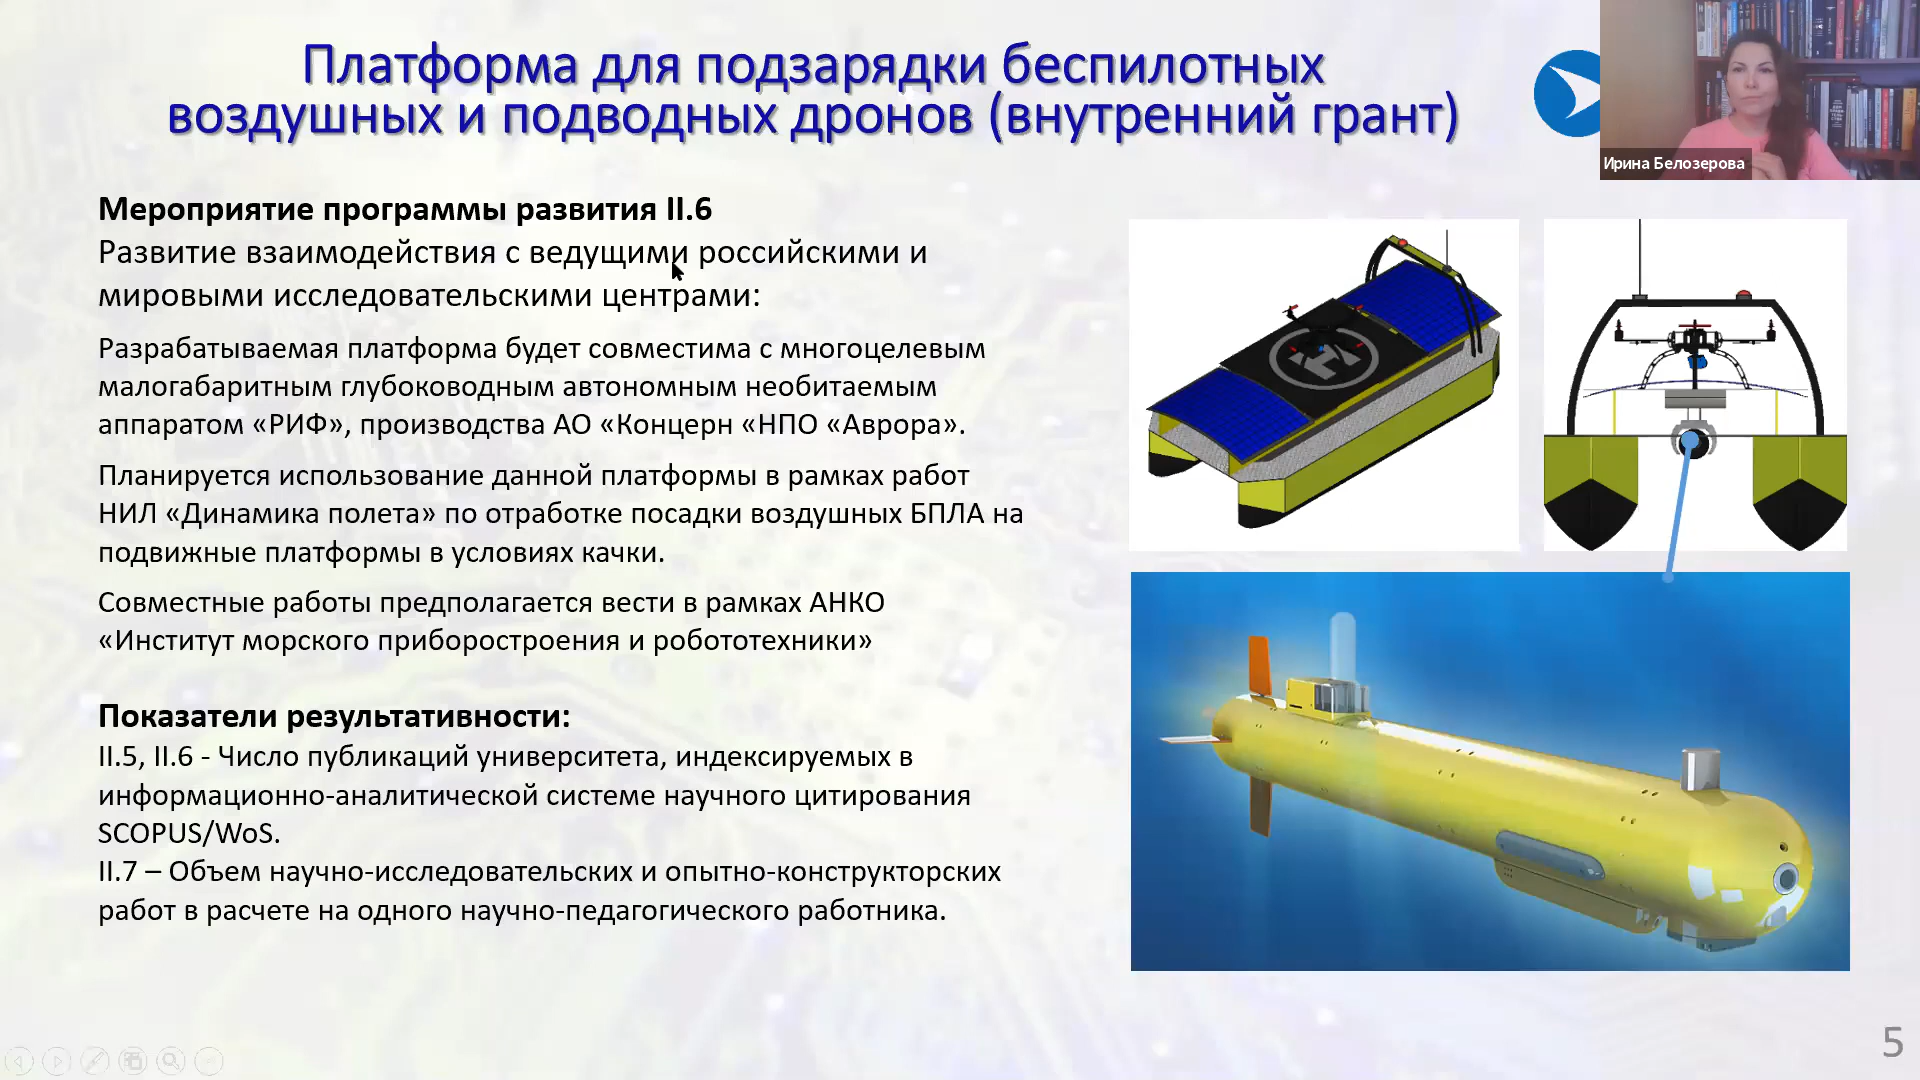 Платформа для подзарядки беспилотных
воздушных и подводных дронов (внутренний грант)
Ирина Белозерова
Мероприятие программы развития II.6
Развитие взаимодействия с ведущими российскими и
мировыми исследовательскими центрами:
Разрабатываемая платформа будет совместима с многоцелевым
малогабаритным глубоководным автономным необитаемым
аппаратом «РИФ», производства АО «Концерн «НПО «Аврора».
Планируется использование данной платформы в рамках работ
НИЛ «Динамика полета» по отработке посадки воздушных БПЛА на
подвижные платформы в условиях качки.
Совместные работы предполагается вести в рамках АНКО
«Институт морского приборостроения и робототехники»
Показатели результативности:
II.5, II.6 - Число публикаций университета, индексируемых в
информационно-аналитической системе научного цитирования
SCOPUS/WoS.
II.7 – Объем научно-исследовательских и опытно-конструкторских
работ в расчете на одного научно-педагогического работника.
H
5